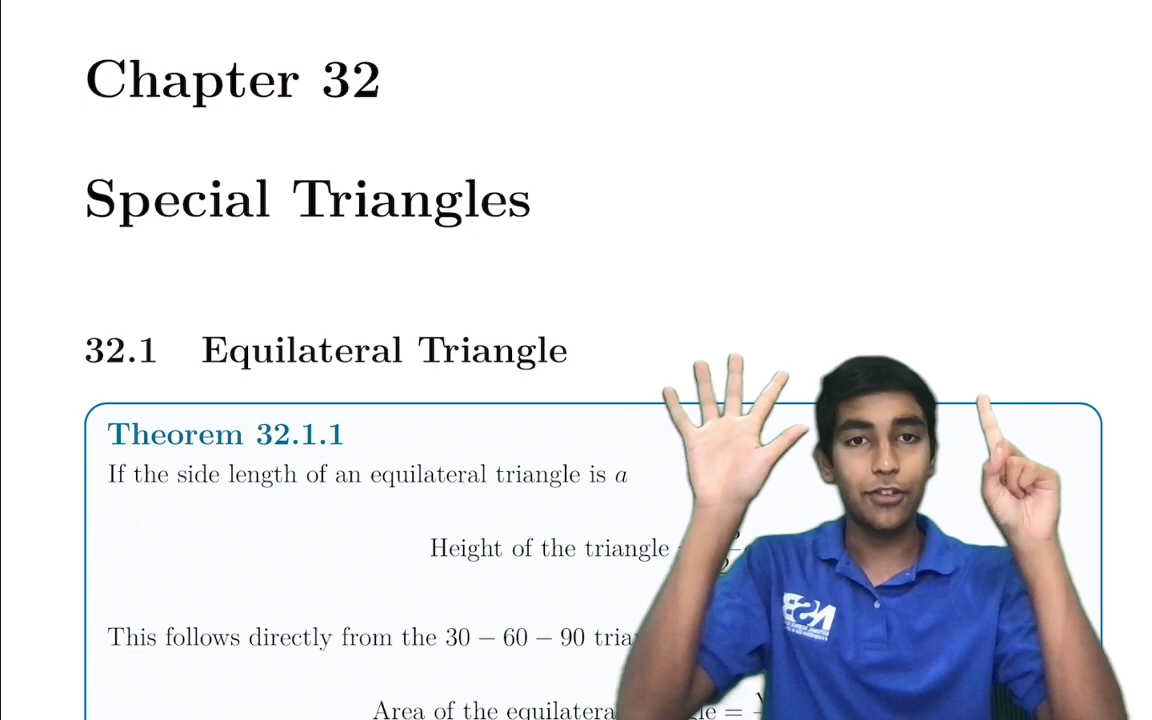 Chapter 32
Special Triangles
32.1 Equilateral Triangle
Theorem 32.1.1
If the side length of an equilateral triangle is a
Height of the triangle
This follows directly from the 30 − 60 − 90
Area of the =